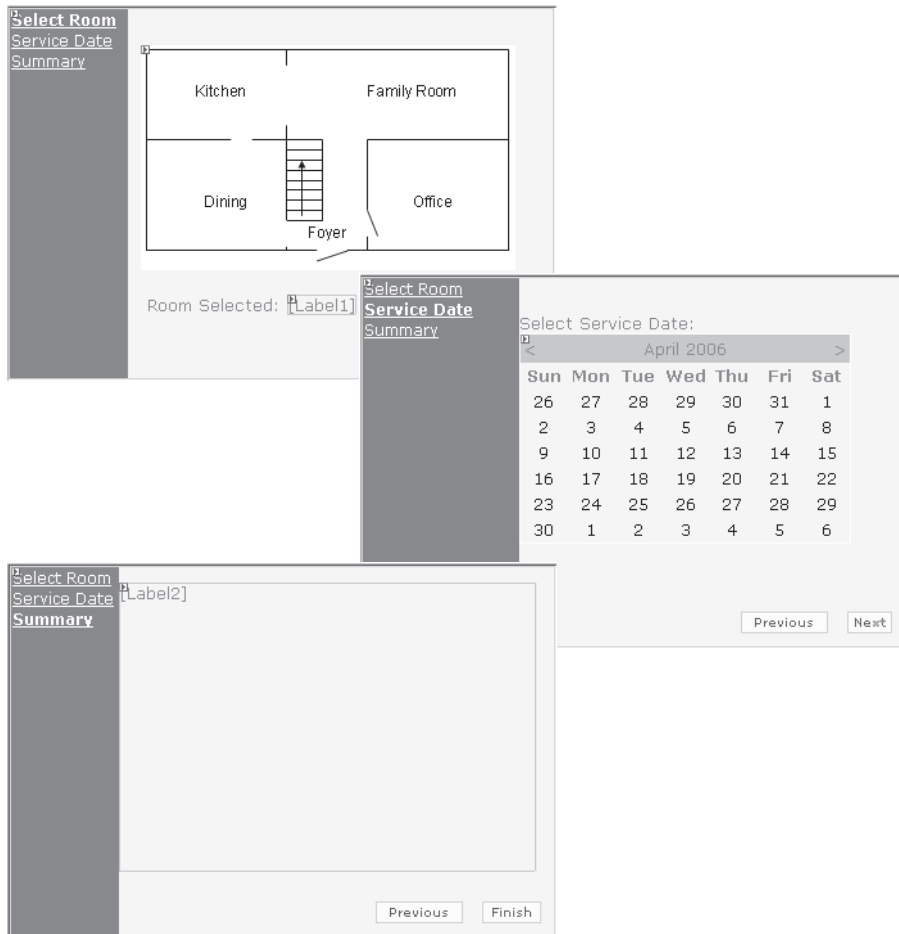 Select Room
Service Date
Summary
Kitchen
Family Room
Dining
Office
Foyer
Room Selected: [Label1]
Select Room
Service Date
Summary
Select Service Date:
< April 2006 >
Sun Mon Tue Wed Thu Fri Sat
26 27 28 29 30 31 1
2 3 4 5 6 7 8
9 10 11 12 13 14 15
16 17 18 19 20 21 22
23 24 25 26 27 28 29
30 1 2 3 4 5 6
Previous Next
Select Room
Service Date
Summary
[Label2]
Previous Finish